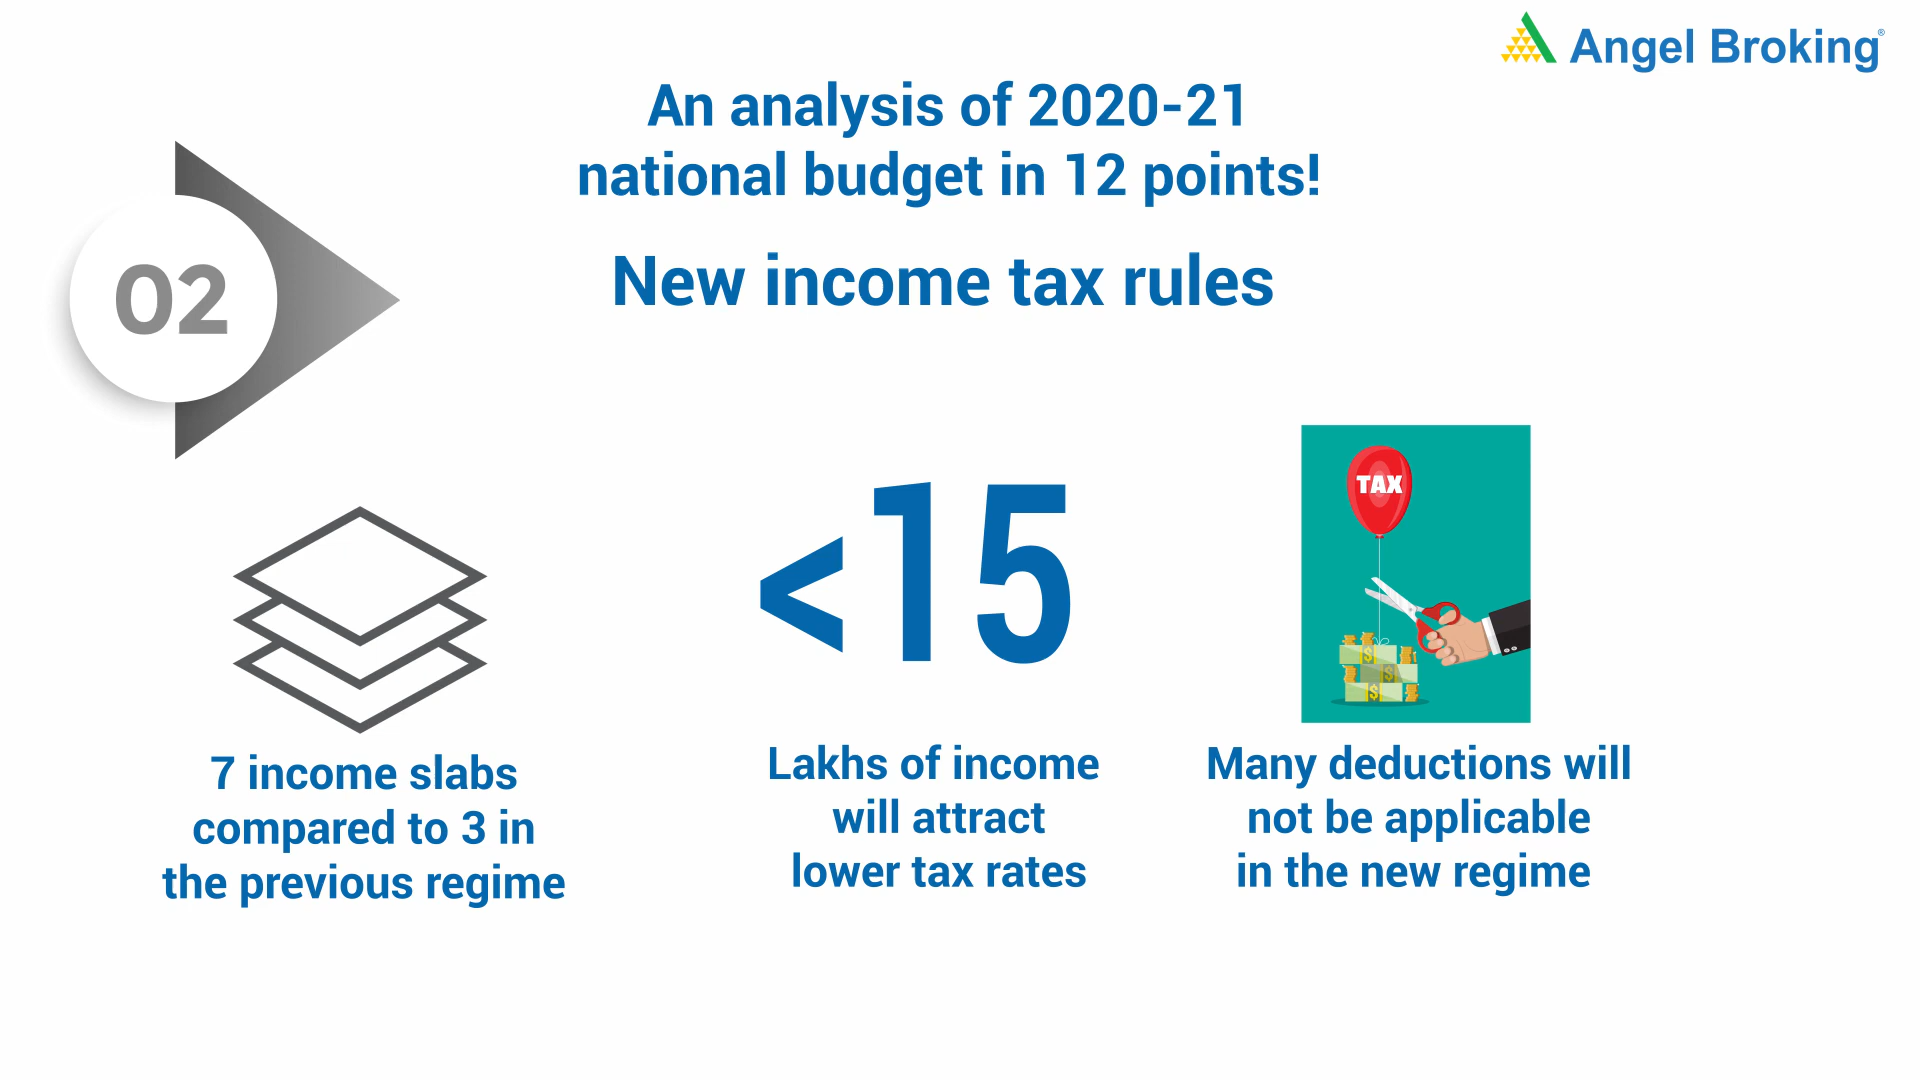 Angel Broking®
An analysis of 2020-21
national budget in 12 points!
02
New income tax rules
7 income slabs
compared to 3 in
the previous regime
<15
Lakhs of income
will attract
lower tax rates
TAX
$
$
$
Many deductions will
not be applicable
in the new regime